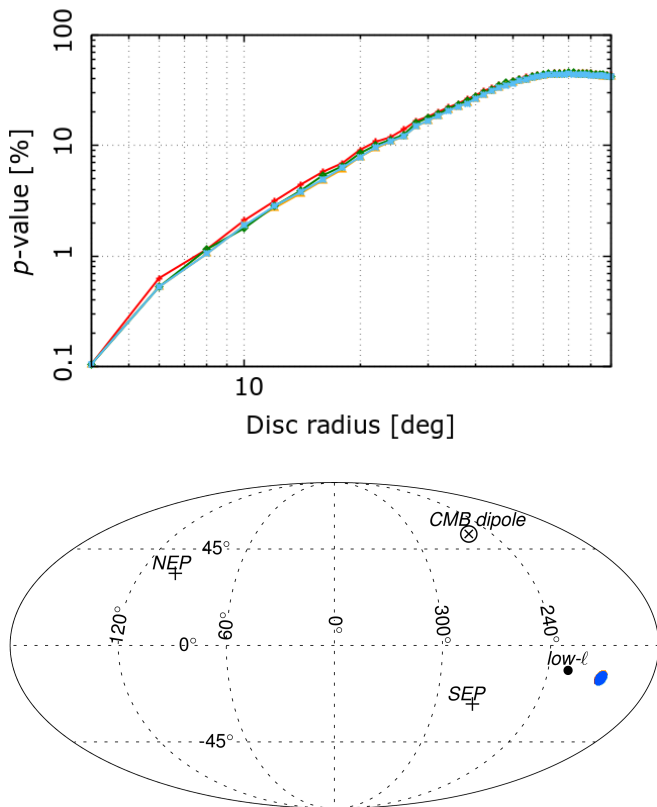 100
10
1
0.1
p-value [%]
10
Disc radius [deg]
CMB dipole
NEP
45°
120°
60°
0°
300°
240°
0°
low-ℓ
SEP
-45°